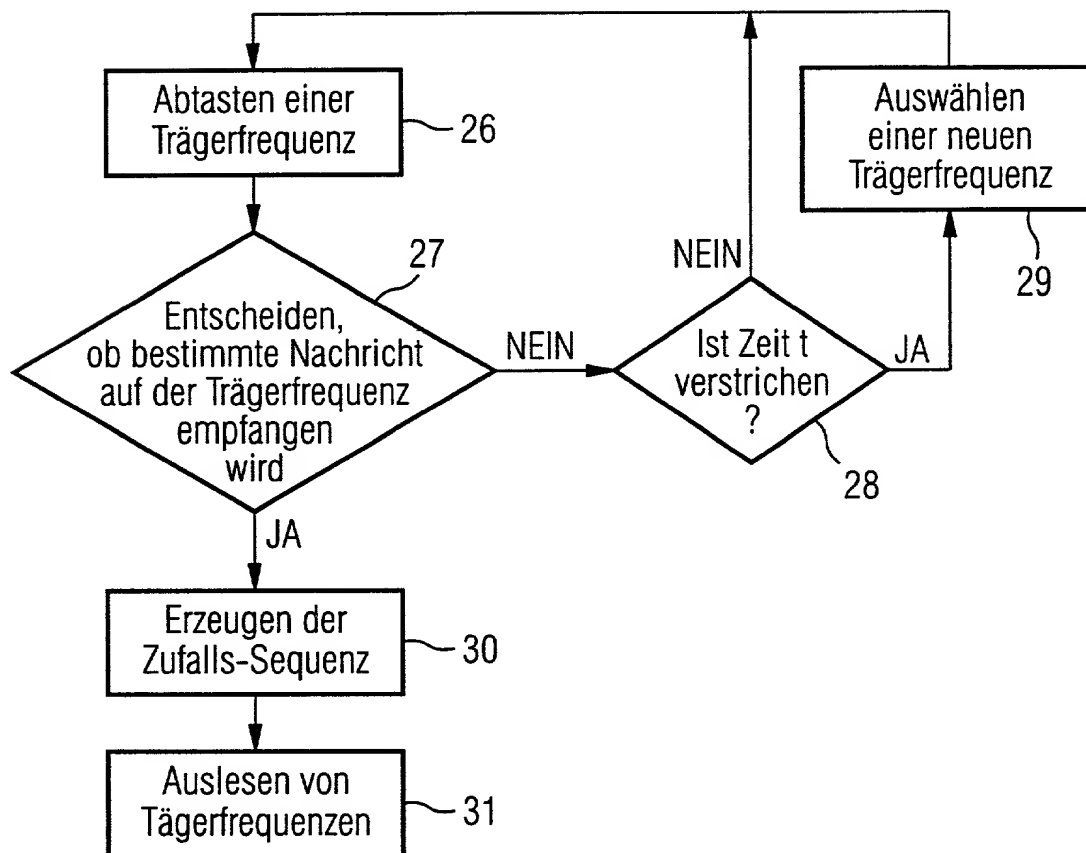 Abtasten einer
Trägerfrequenz
26
Auswählen
einer neuen
Trägerfrequenz
29
27
Entscheiden,
ob bestimmte Nachricht
auf der Trägerfrequenz
empfangen
wird
NEIN
NEIN
Ist Zeit t
verstrichen
?
JA
28
JA
Erzeugen der
Zufalls-Sequenz
30
Auslesen von
Tägerfrequenzen
31